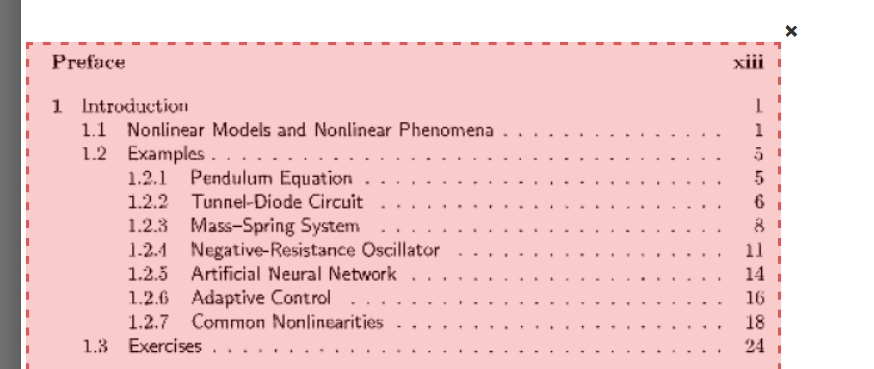 Preface xiii
1 Introduction 1
1.1 Nonlinear Models and Nonlinear Phenomena . . . . . . . . . . . . . . . 1
1.2 Examples . . . . . . . . . . . . . . . . . . . . . . . . . . . . . . . . . . 5
1.2.1 Pendulum Equation . . . . . . . . . . . . . . . . . . . . . . . . 5
1.2.2 Tunnel-Diode Circuit . . . . . . . . . . . . . . . . . . . . . . . 6
1.2.3 Mass–Spring System . . . . . . . . . . . . . . . . . . . . . . . 8
1.2.4 Negative-Resistance Oscillator . . . . . . . . . . . . . . . . . . 11
1.2.5 Artificial Neural Network . . . . . . . . . . . . . . . . . . . . . 14
1.2.6 Adaptive Control . . . . . . . . . . . . . . . . . . . . . . . . . 16
1.2.7 Common Nonlinearities . . . . . . . . . . . . . . . . . . . . . . 18
1.3 Exercises . . . . . . . . . . . . . . . . . . . . . . . . . . . . . . . . . . 24